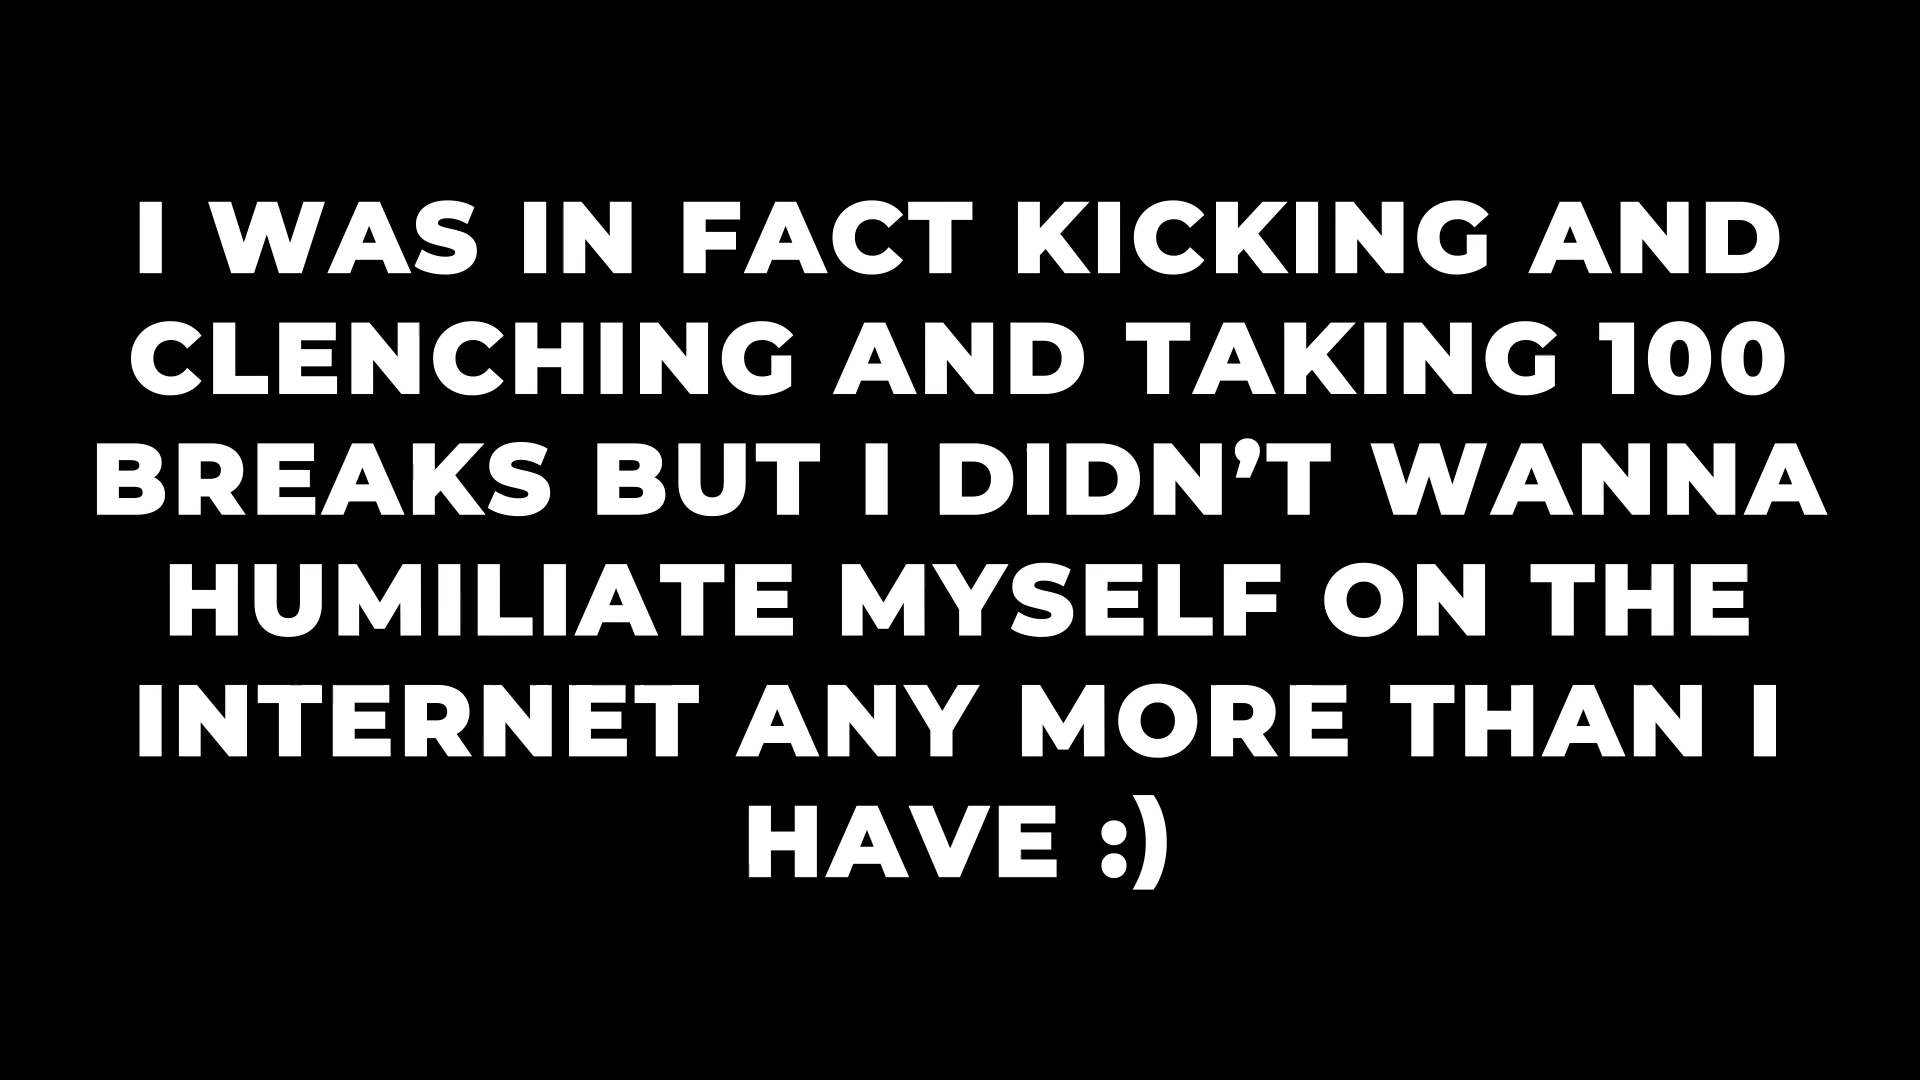 I WAS IN FACT KICKING AND
CLENCHING AND TAKING 100
BREAKS BUT I DIDN’T WANNA
HUMILIATE MYSELF ON THE
INTERNET ANY MORE THAN I
HAVE :)